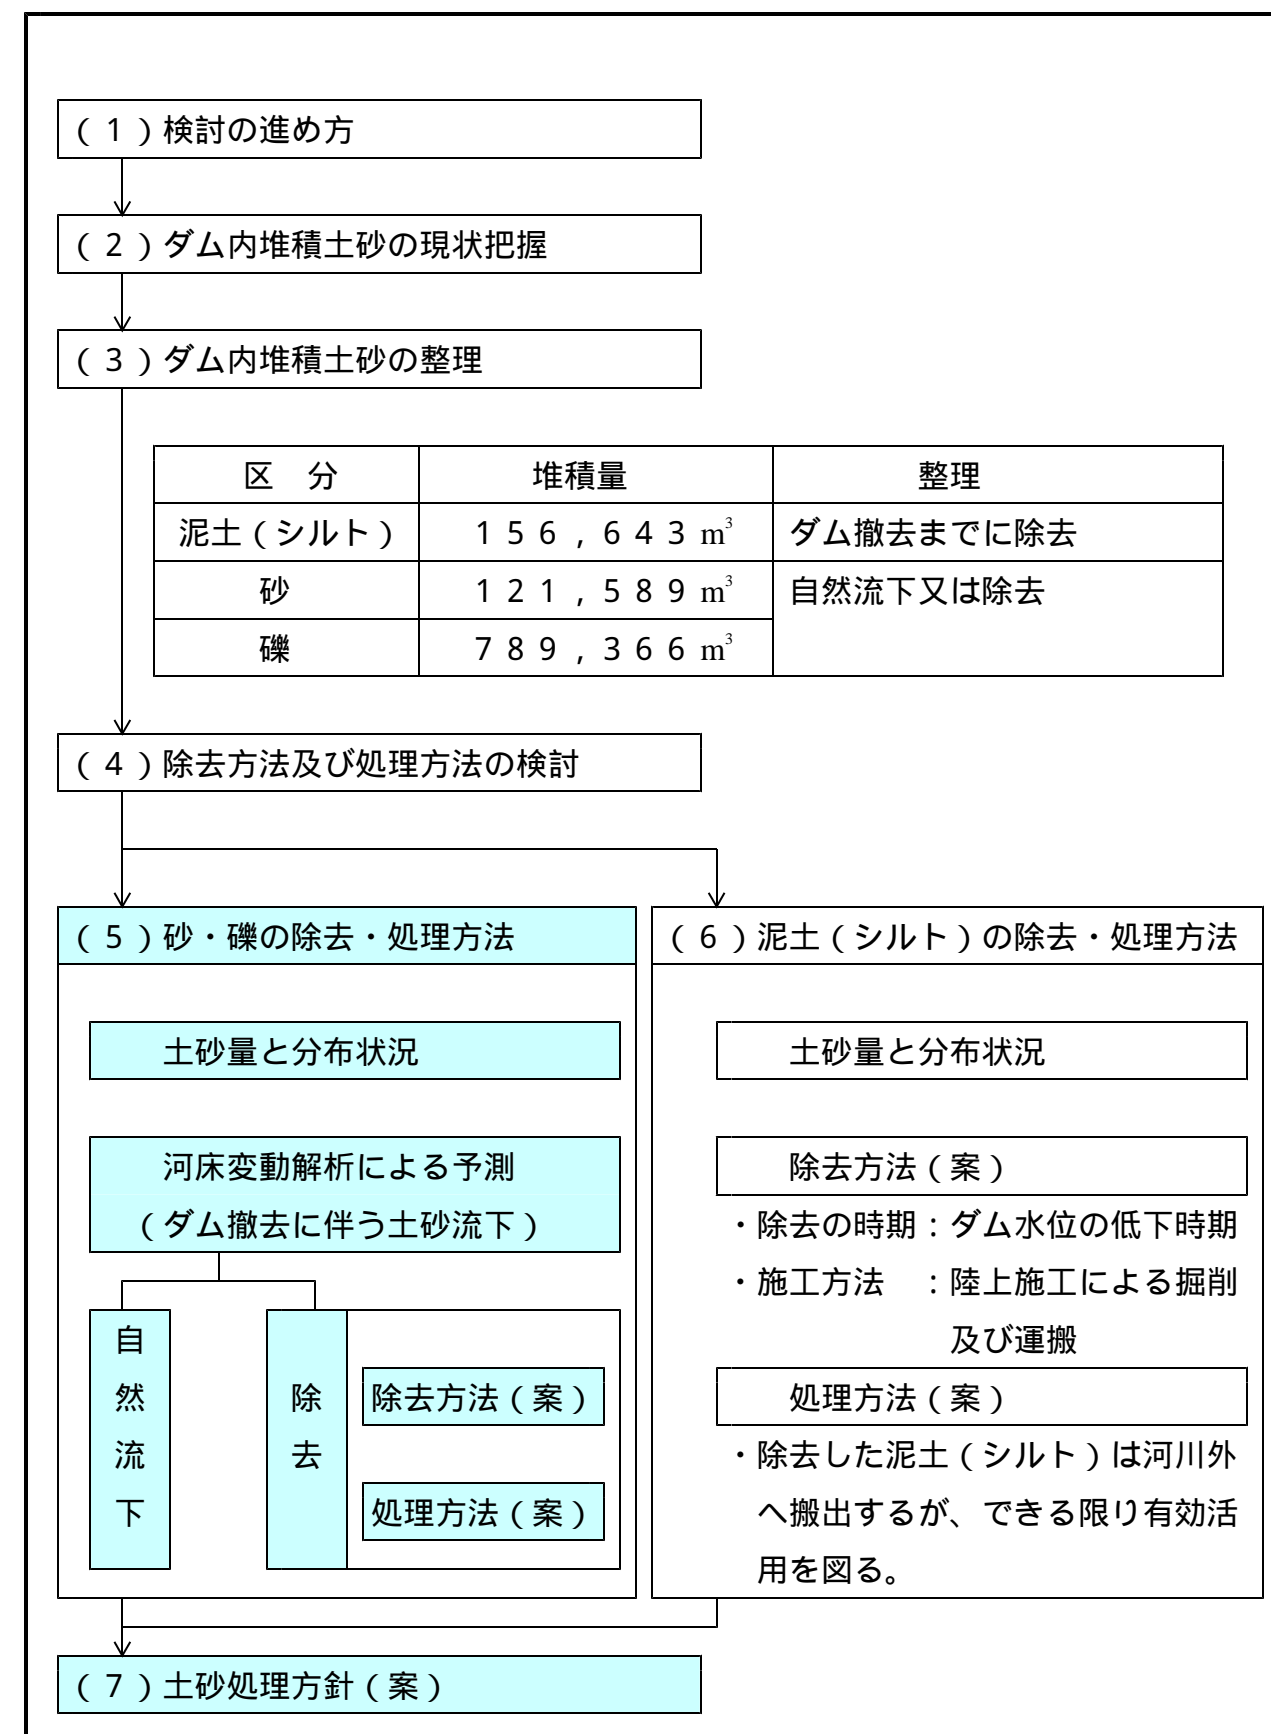 （１）検討の進め方
（２）ダム内堆積土砂の現状把握
（３）ダム内堆積土砂の整理
区　分　堆積量　整理
泥土（シルト）　１５６，６４３㎥　ダム撤去までに除去
砂　１２１，５８９㎥　自然流下又は除去
礫　７８９，３６６㎥
（４）除去方法及び処理方法の検討
（５）砂・礫の除去・処理方法
土砂量と分布状況
河床変動解析による予測
（ダム撤去に伴う土砂流下）
自然流下
除去
除去方法（案）
処理方法（案）
（６）泥土（シルト）の除去・処理方法
土砂量と分布状況
除去方法（案）
・除去の時期：ダム水位の低下時期
・施工方法　：陸上施工による掘削
及び運搬
処理方法（案）
・除去した泥土（シルト）は河川外
へ搬出するが、できる限り有効活
用を図る。
（７）土砂処理方針（案）